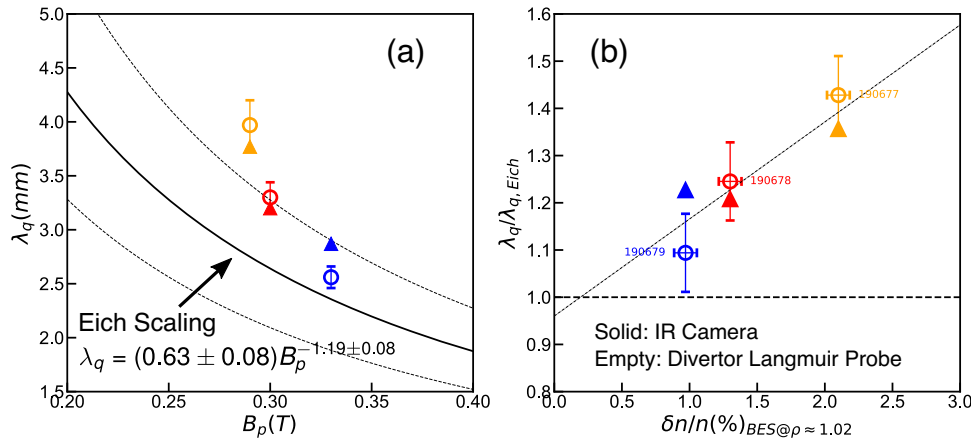 (a)
5.0
4.5
4.0
3.5
3.0
2.5
2.0
1.5
λq(mm)
Eich Scaling
λq = (0.63 ± 0.08)Bp^−1.19±0.08
0.20 0.25 0.30 0.35 0.40
Bp(T)
(b)
1.6
1.5
1.4
1.3
1.2
1.1
1.0
0.9
0.8
λq/λq, Eich
190677
190678
190679
Solid: IR Camera
Empty: Divertor Langmuir Probe
0.0 0.5 1.0 1.5 2.0 2.5 3.0
δn/n(%)BES@ρ≈1.02